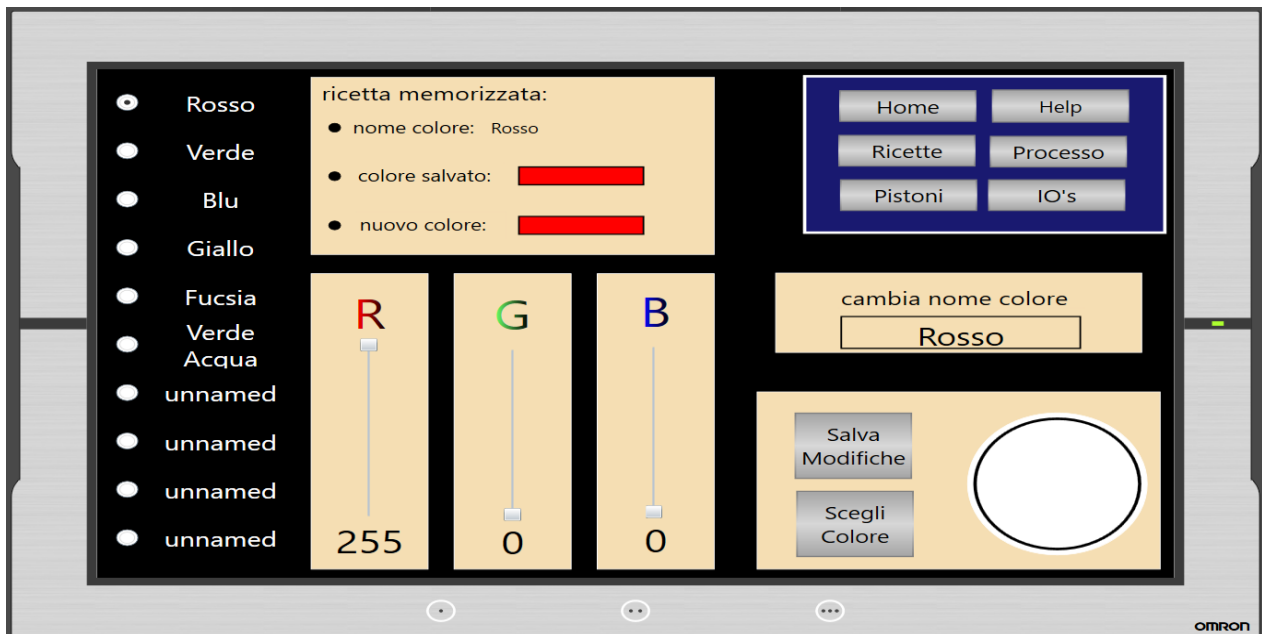 Rosso
Verde
Blu
Giallo
Fucsia
Verde
Acqua
unnamed
unnamed
unnamed
unnamed
ricetta memorizzata:
nome colore: Rosso
colore salvato:
nuovo colore:
R
255
G
0
B
0
Home
Help
Ricette
Processo
Pistoni
IO's
cambia nome colore
Rosso
Salva
Modifiche
Scegli
Colore
OMRON